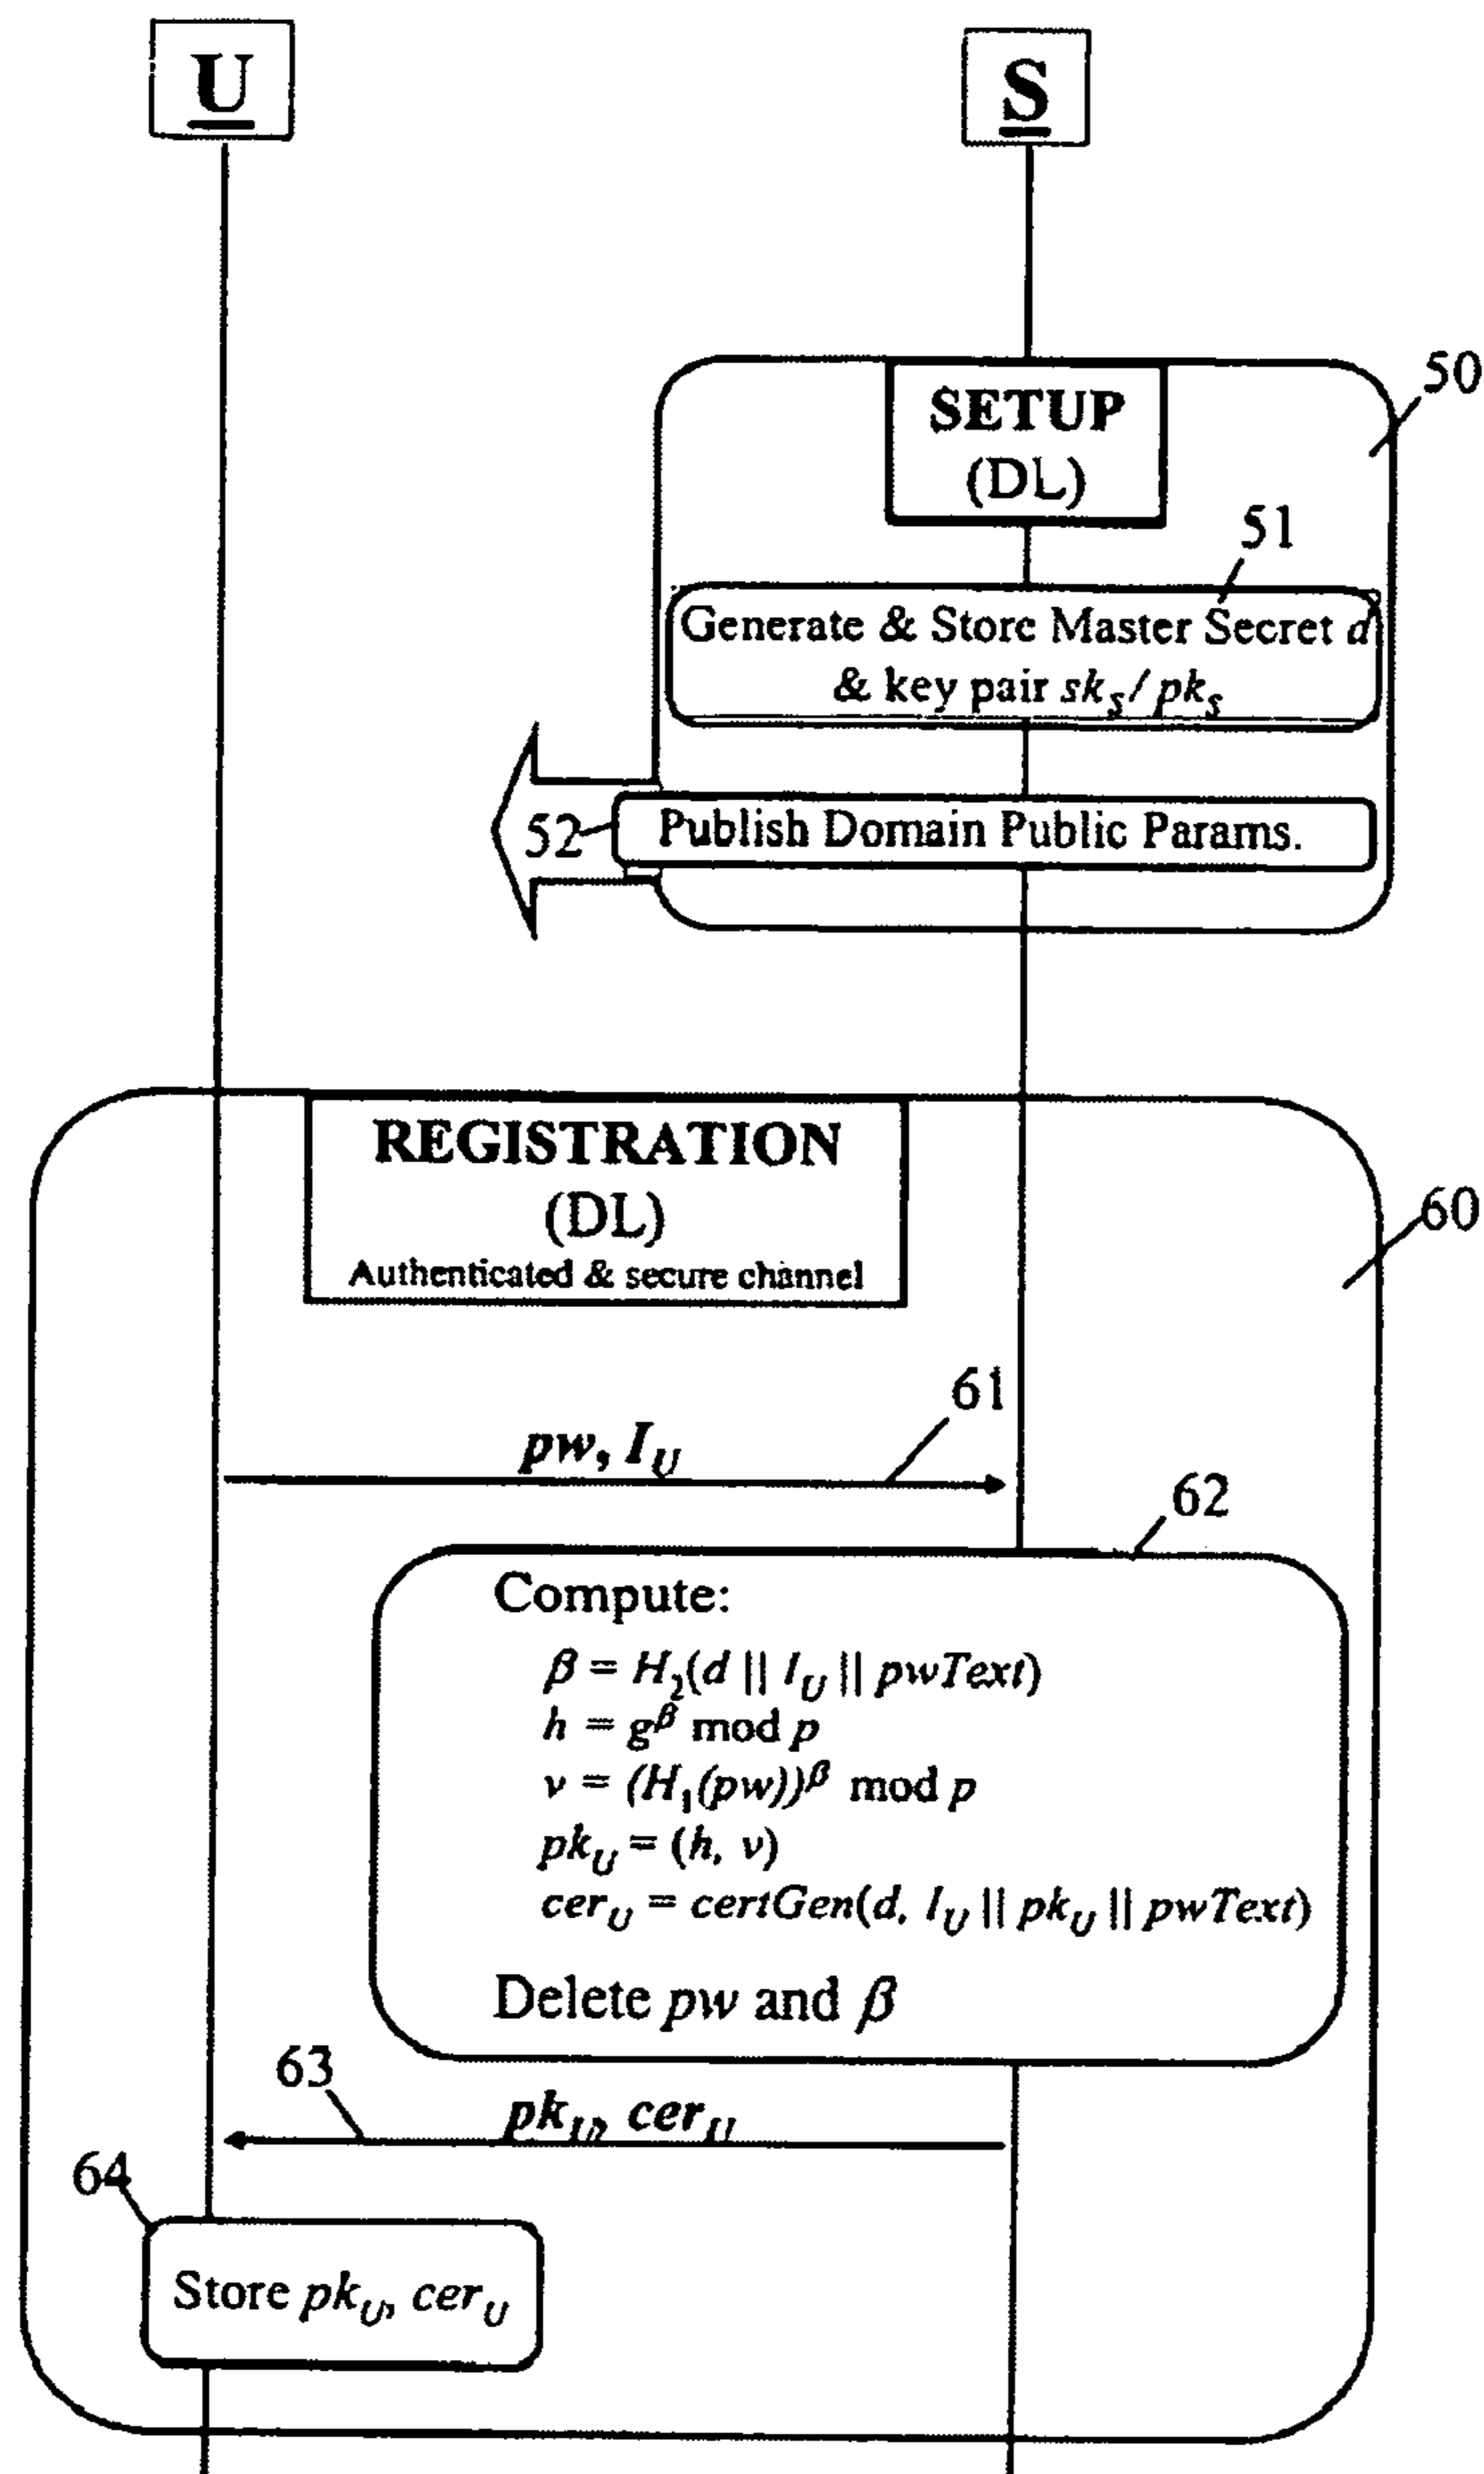 U
S
50
SETUP
(DL)
51
Generate & Store Master Secret d
& key pair sk_S / pk_S
52
Publish Domain Public Params.
REGISTRATION
(DL)
Authenticated & secure channel
60
61
pw, I_U
62
Compute:
β = H_2(d || I_U || pwText)
h = g^β mod p
v = (H_1(pw))^β mod p
pk_U = (h, v)
cer_U = certGen(d, I_U || pk_U || pwText)
Delete pw and β
63
pk_U, cer_U
64
Store pk_U, cer_U